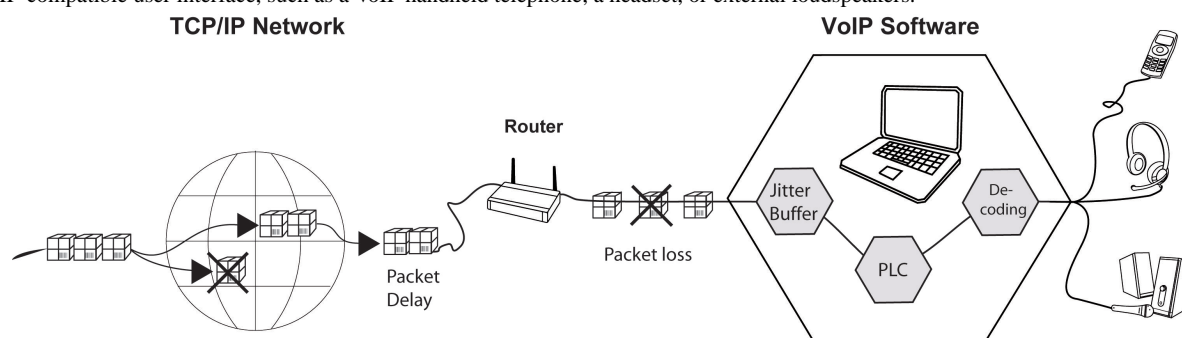 IP compatible user interface, such as a VoIP handheld telephone, a headset, or external loudspeakers.
TCP/IP Network
VoIP Software
Router
Jitter
Buffer
De-
coding
PLC
Packet loss
Packet
Delay